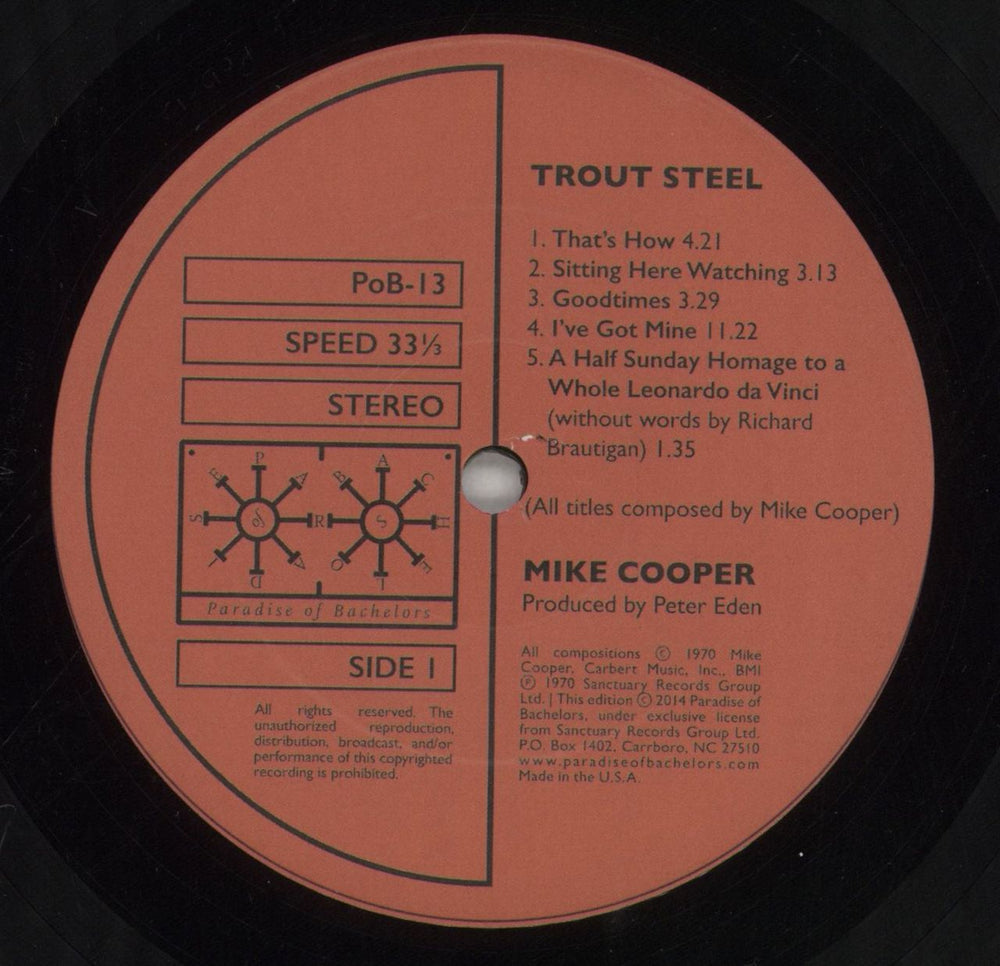 PoB-13
SPEED 33⅓
STEREO
P A R A D I S E
B A C H E L O R
of
S
Paradise of Bachelors
SIDE 1
All rights reserved. The
unauthorized reproduction,
distribution, broadcast, and/or
performance of this copyrighted
recording is prohibited.
TROUT STEEL
1. That's How 4.21
2. Sitting Here Watching 3.13
3. Goodtimes 3.29
4. I've Got Mine 11.22
5. A Half Sunday Homage to a
Whole Leonardo da Vinci
(without words by Richard
Brautigan) 1.35
(All titles composed by Mike Cooper)
MIKE COOPER
Produced by Peter Eden
All compositions © 1970 Mike
Cooper, Carbert Music, Inc., BMI
℗ 1970 Sanctuary Records Group
Ltd. | This edition © 2014 Paradise of
Bachelors, under exclusive license
from Sanctuary Records Group Ltd.
P.O. Box 1402, Carrboro, NC 27510
www.paradiseofbachelors.com
Made in the U.S.A.